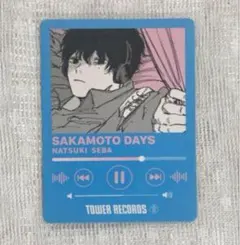 SAKAMOTO DAYS
NATSUKI SEBA
TOWER RECORDS